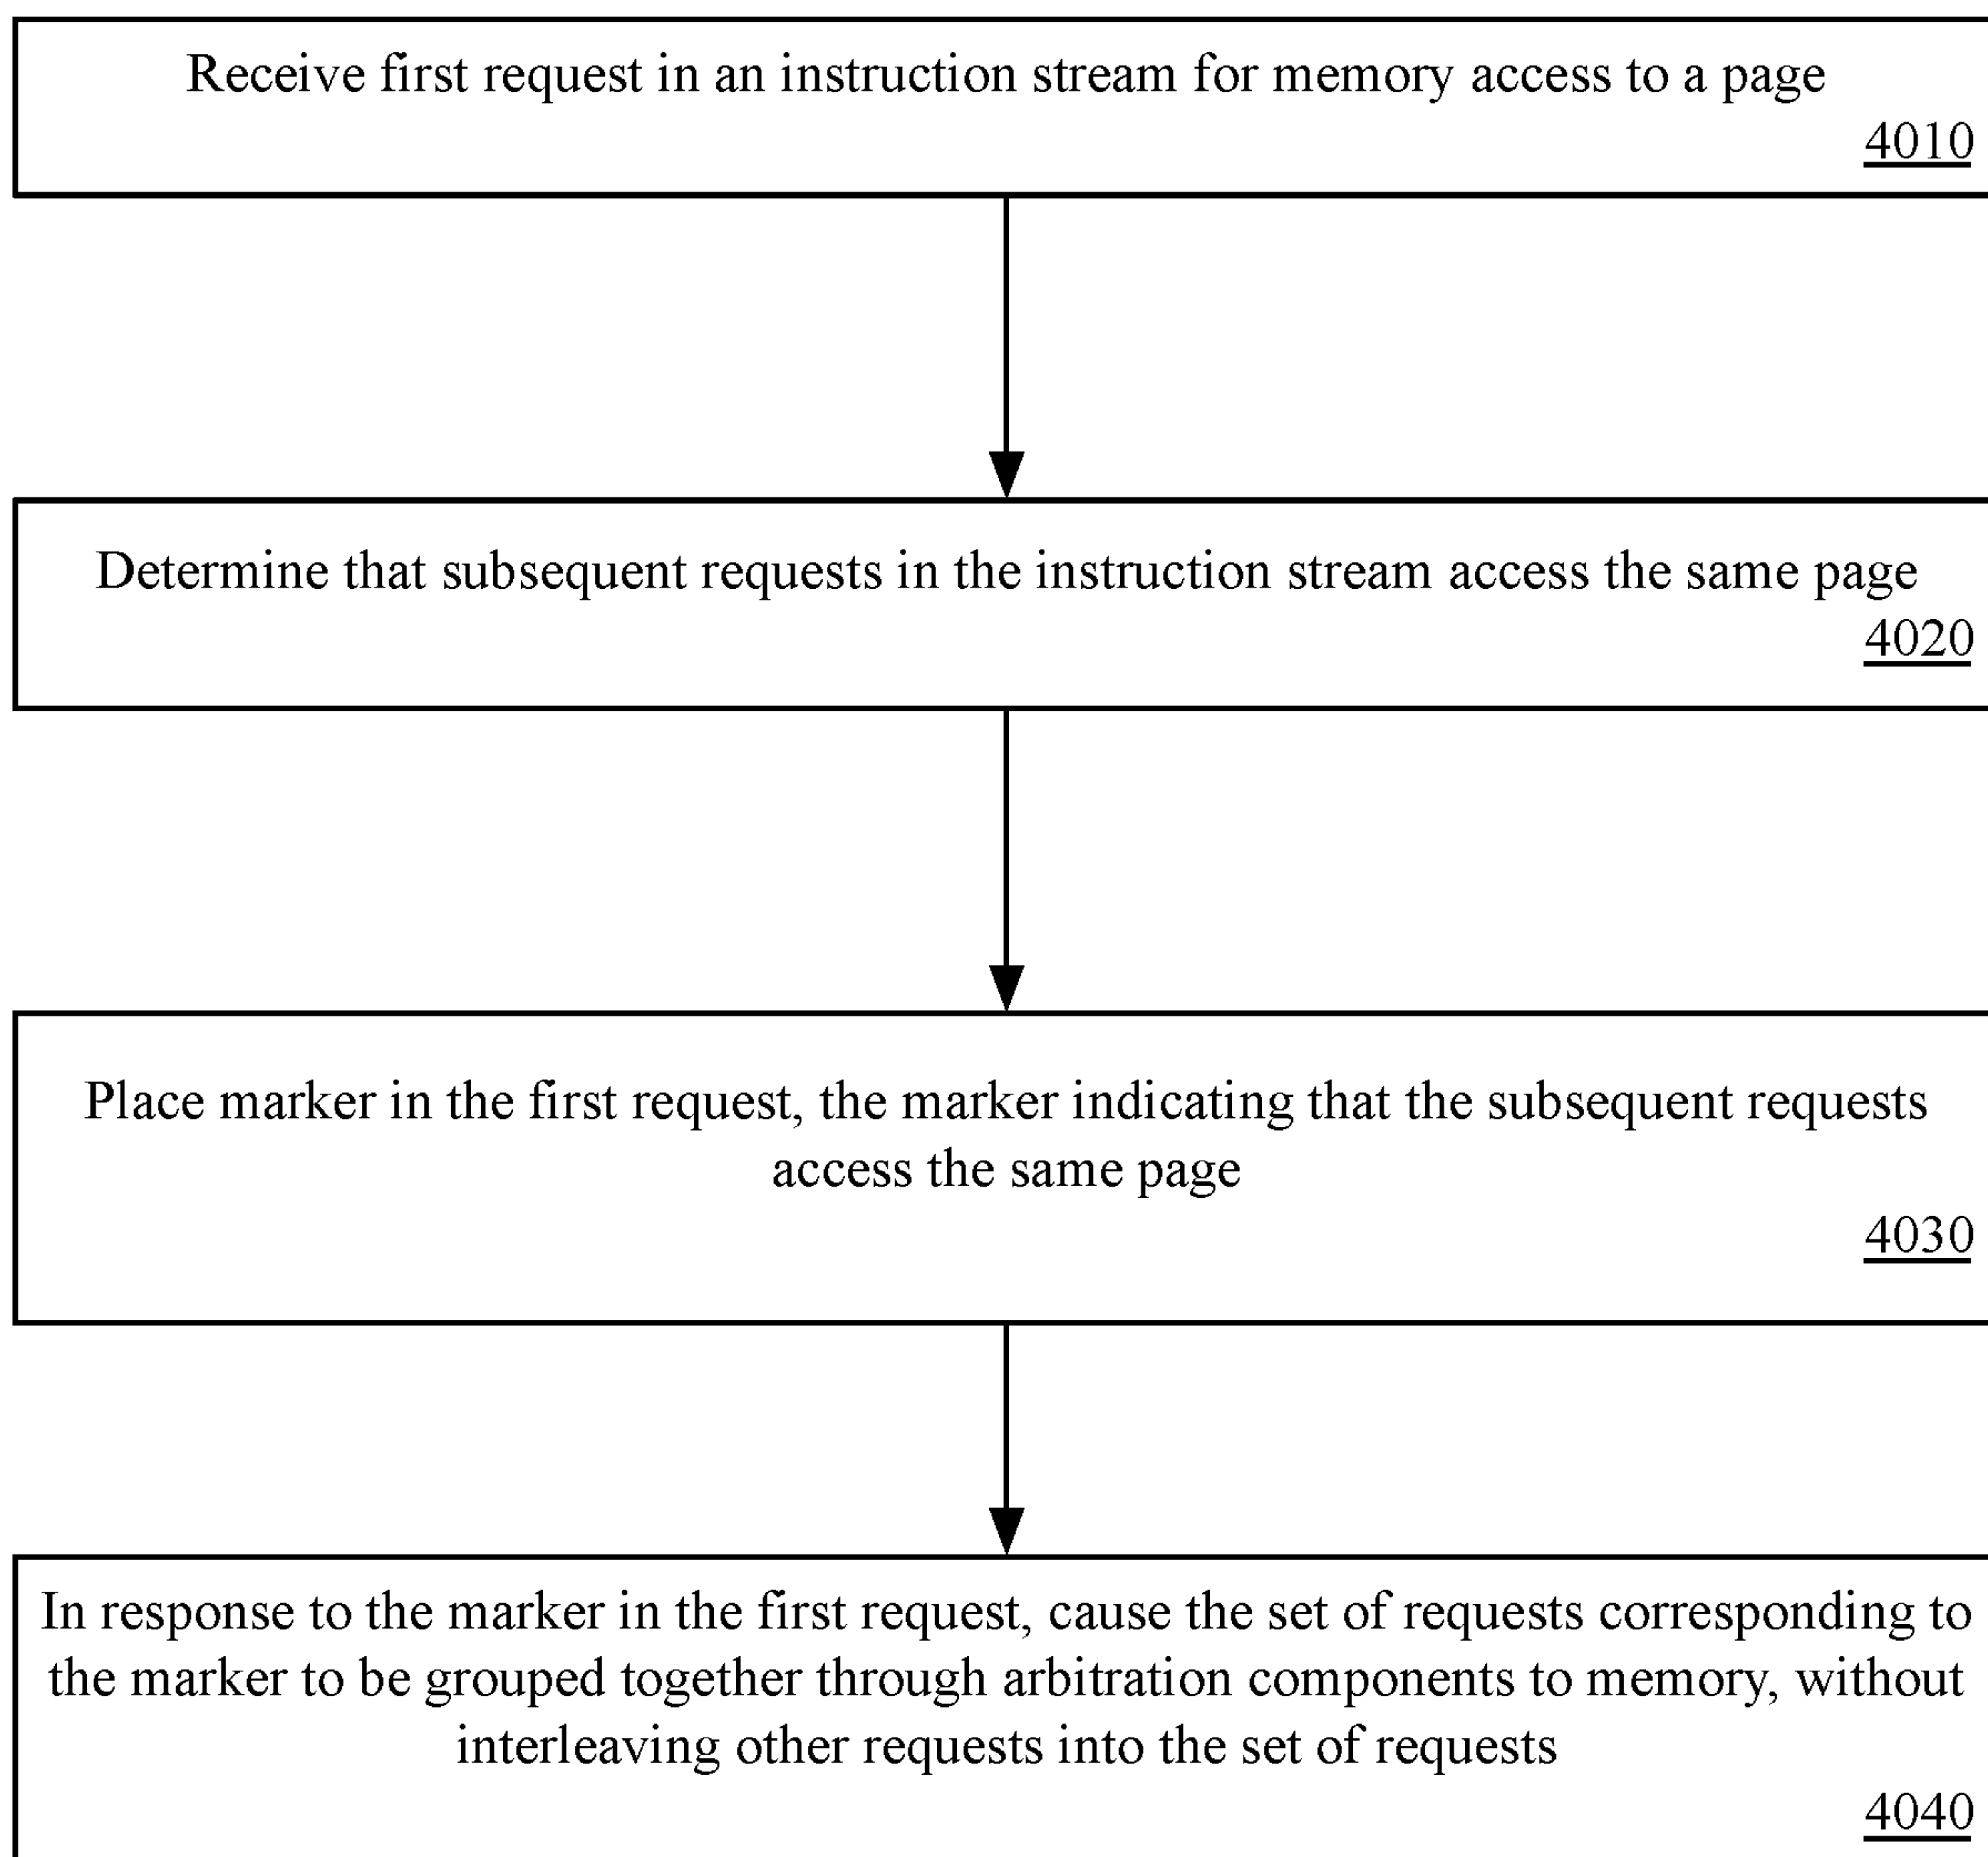 Receive first request in an instruction stream for memory access to a page
4010
Determine that subsequent requests in the instruction stream access the same page
4020
Place marker in the first request, the marker indicating that the subsequent requests
access the same page
4030
In response to the marker in the first request, cause the set of requests corresponding to
the marker to be grouped together through arbitration components to memory, without
interleaving other requests into the set of requests
4040